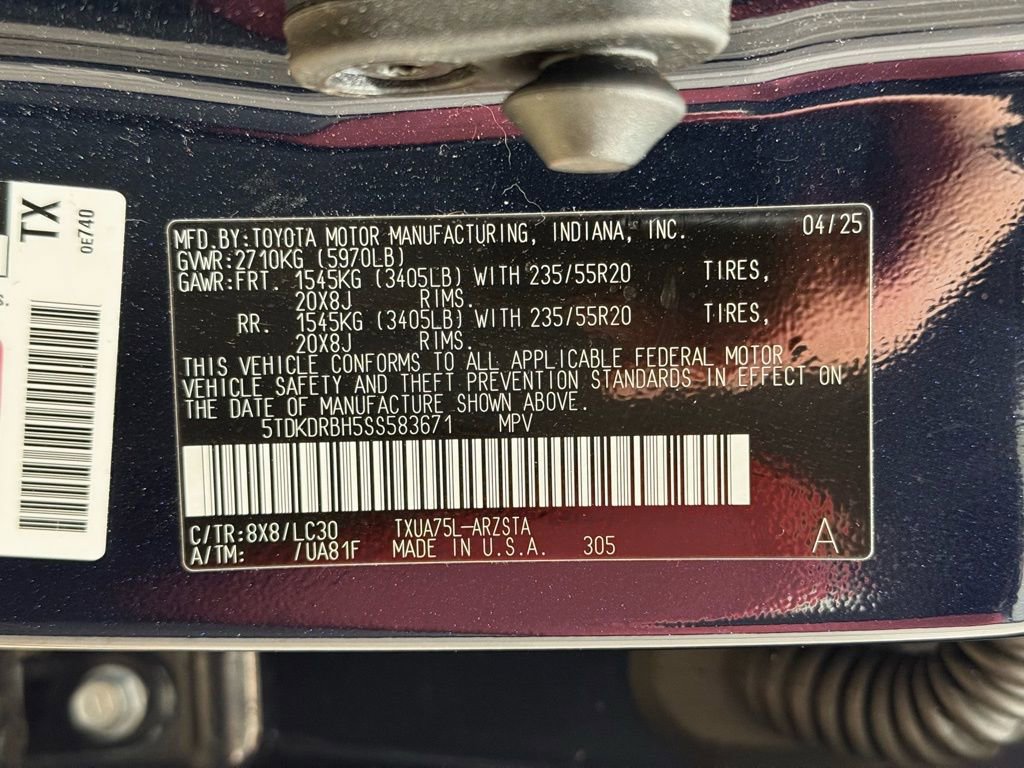 TX
0E740
s.
MFD.BY:TOYOTA MOTOR MANUFACTURING, INDIANA, INC. 04/25
GVWR:2710KG (5970LB)
GAWR:FRT. 1545KG (3405LB) WITH 235/55R20 TIRES,
20X8J RIMS.
RR. 1545KG (3405LB) WITH 235/55R20 TIRES,
20X8J RIMS.
THIS VEHICLE CONFORMS TO ALL APPLICABLE FEDERAL MOTOR
VEHICLE SAFETY AND THEFT PREVENTION STANDARDS IN EFFECT ON
THE DATE OF MANUFACTURE SHOWN ABOVE.
5TDKDRBH5SS583671 MPV
C/TR:8X8/LC30 TXUA75L-ARZSTA
A/TM: /UA81F MADE IN U.S.A. 305 A